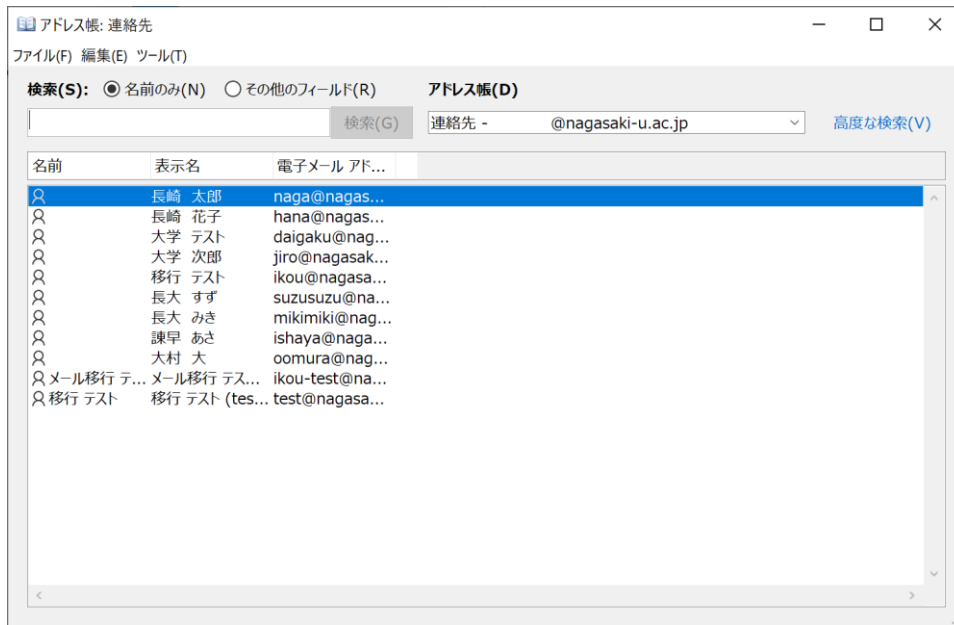 アドレス帳: 連絡先
ファイル(F) 編集(E) ツール(T)
検索(S): 名前のみ(N) その他のフィールド(R) アドレス帳(D)
検索(G) 連絡先 - @nagasaki-u.ac.jp 高度な検索(V)
名前 表示名 電子メール アド...
長崎 太郎 naga@nagas...
長崎 花子 hana@nagas...
大学 テスト daigaku@nag...
大学 次郎 jiro@nagasak...
移行 テスト ikou@nagasa...
長大 すず suzusuzu@na...
長大 みき mikimiki@nag...
諫早 あさ ishaya@naga...
大村 大 oomura@nag...
メール移行 テ... メール移行 テス... ikou-test@na...
移行 テスト 移行 テスト (tes... test@nagasa...